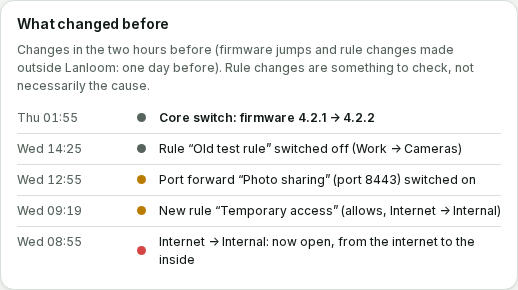 What changed before
Changes in the two hours before (firmware jumps and rule changes made
outside Lanloom: one day before). Rule changes are something to check, not
necessarily the cause.
Thu 01:55 Core switch: firmware 4.2.1 → 4.2.2
Wed 14:25 Rule “Old test rule” switched off (Work → Cameras)
Wed 12:55 Port forward “Photo sharing” (port 8443) switched on
Wed 09:19 New rule “Temporary access” (allows, Internet → Internal)
Wed 08:55 Internet → Internal: now open, from the internet to the
inside